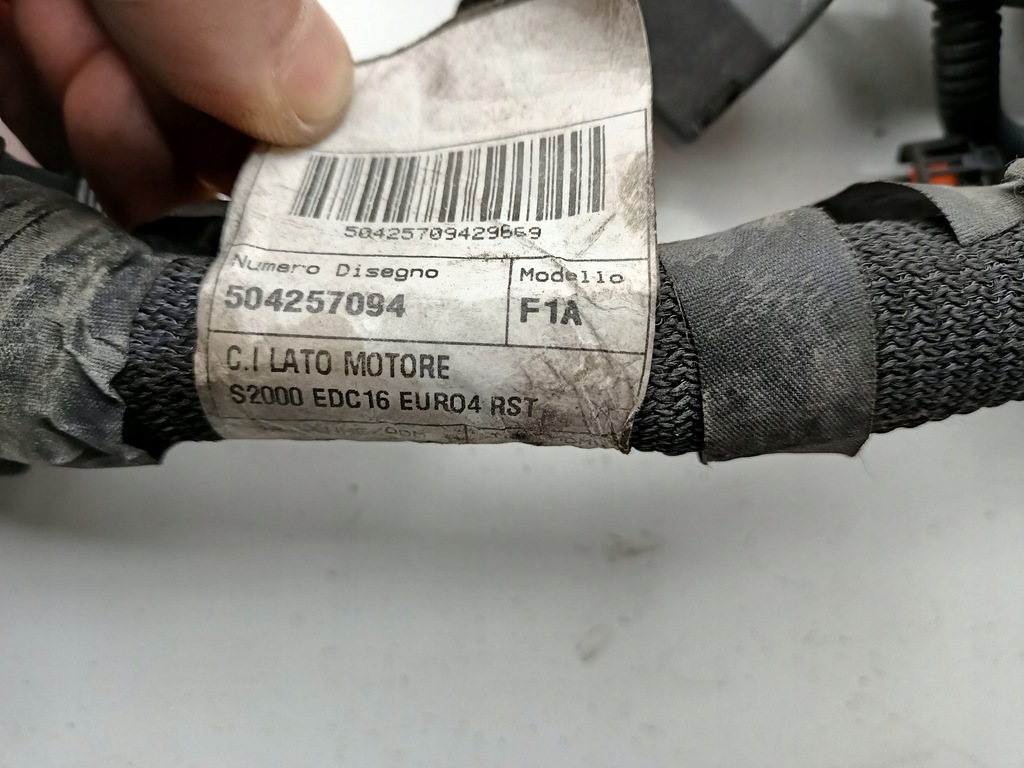 50425709429669
Numero Disegno
Modello
504257094
F1A
C.I LATO MOTORE
S2000 EDC16 EURO4 RST